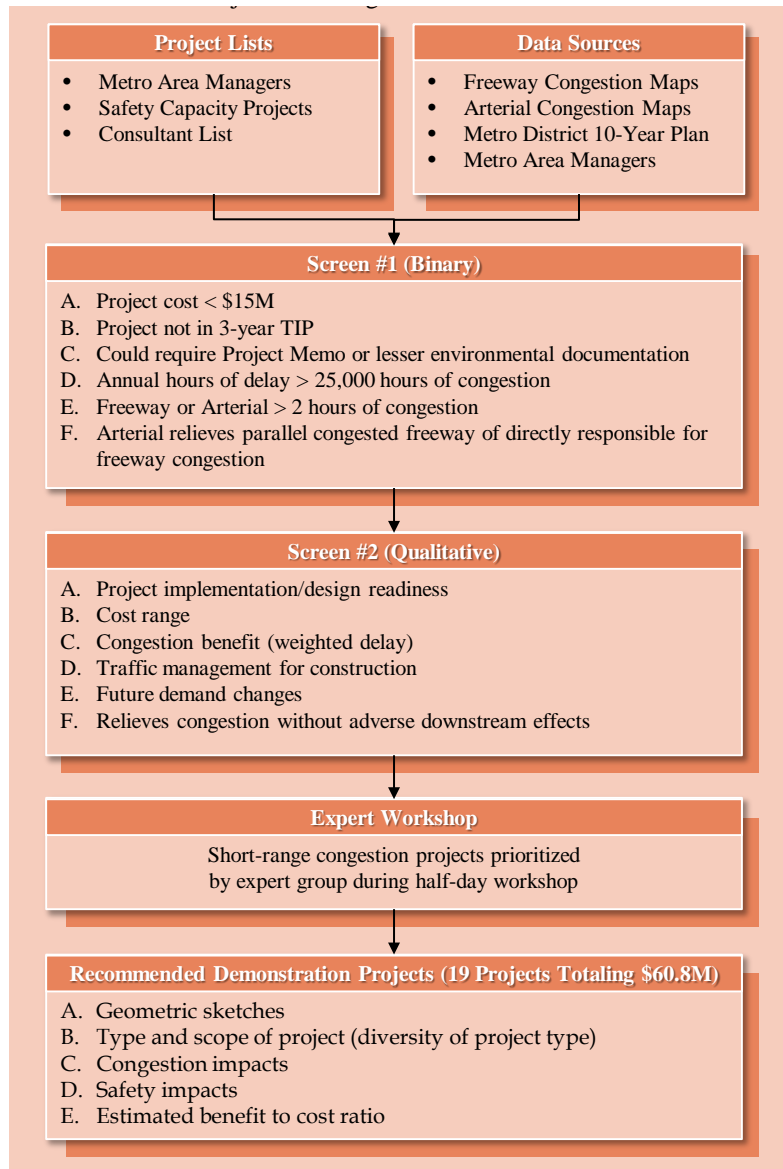 Project Lists
• Metro Area Managers
• Safety Capacity Projects
• Consultant List
Data Sources
• Freeway Congestion Maps
• Arterial Congestion Maps
• Metro District 10-Year Plan
• Metro Area Managers
Screen #1 (Binary)
A. Project cost < $15M
B. Project not in 3-year TIP
C. Could require Project Memo or lesser environmental documentation
D. Annual hours of delay > 25,000 hours of congestion
E. Freeway or Arterial > 2 hours of congestion
F. Arterial relieves parallel congested freeway of directly responsible for
freeway congestion
Screen #2 (Qualitative)
A. Project implementation/design readiness
B. Cost range
C. Congestion benefit (weighted delay)
D. Traffic management for construction
E. Future demand changes
F. Relieves congestion without adverse downstream effects
Expert Workshop
Short-range congestion projects prioritized
by expert group during half-day workshop
Recommended Demonstration Projects (19 Projects Totaling $60.8M)
A. Geometric sketches
B. Type and scope of project (diversity of project type)
C. Congestion impacts
D. Safety impacts
E. Estimated benefit to cost ratio